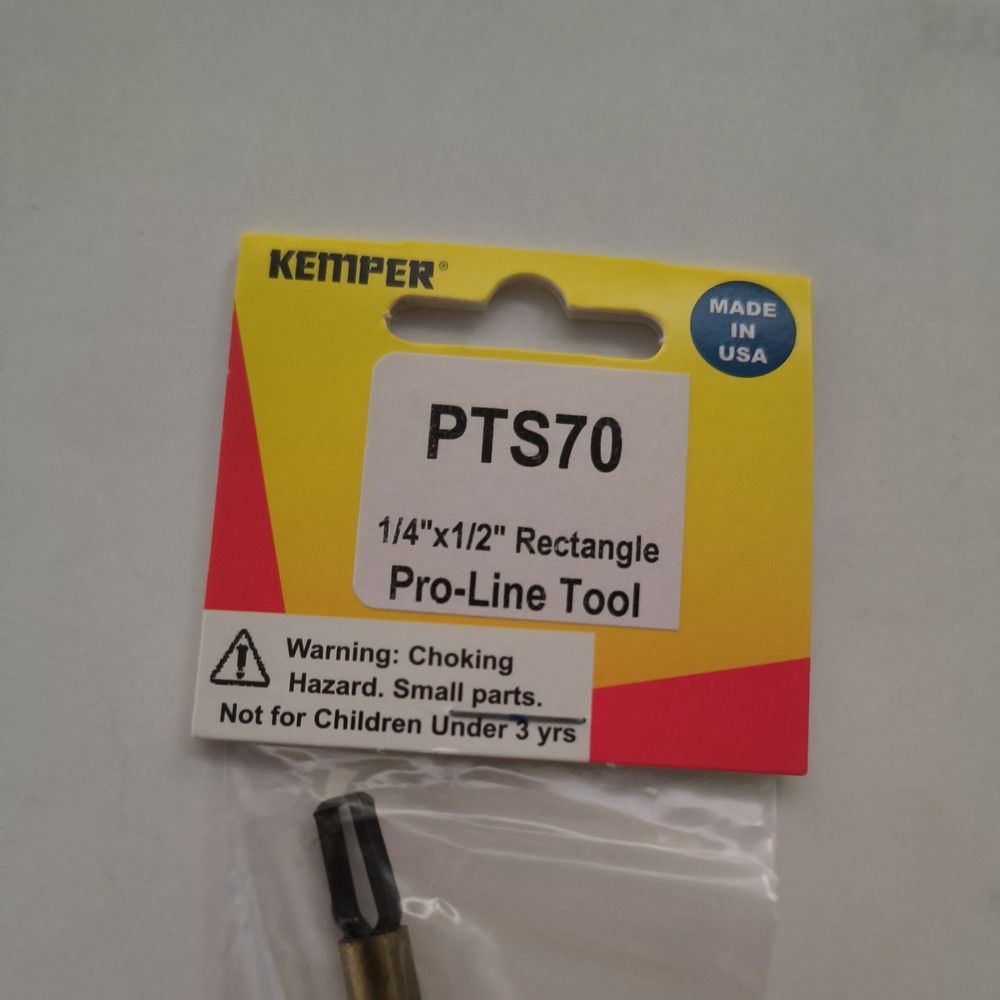 KEMPER®
MADE
IN
USA
PTS70
1/4"x1/2" Rectangle
Pro-Line Tool
Warning: Choking
Hazard. Small parts.
Not for Children Under 3 yrs